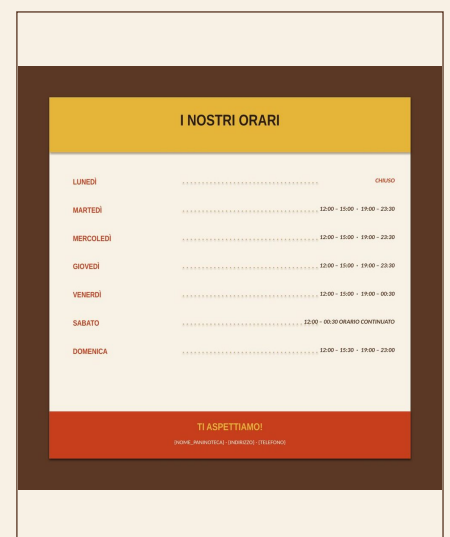 I NOSTRI ORARI
LUNEDÌ ................................... CHIUSO
MARTEDÌ ................................... 12:00 – 15:00 • 19:00 – 23:30
MERCOLEDÌ ................................... 12:00 – 15:00 • 19:00 – 23:30
GIOVEDÌ ................................... 12:00 – 15:00 • 19:00 – 23:30
VENERDÌ ................................... 12:00 – 15:00 • 19:00 – 00:30
SABATO ............................... 12:00 – 00:30 ORARIO CONTINUATO
DOMENICA ................................... 12:00 – 15:30 • 19:00 – 23:00
TI ASPETTIAMO!
[NOME_PANINOTECA] • [INDIRIZZO] • [TELEFONO]